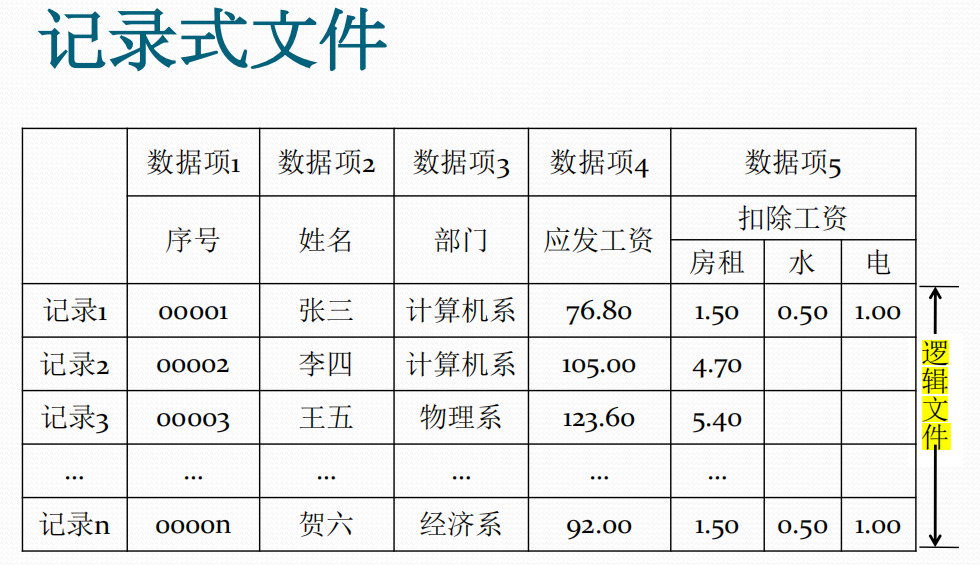 记录式文件
数据项1 数据项2 数据项3 数据项4 数据项5
序号 姓名 部门 应发工资 扣除工资
房租 水 电
记录1 00001 张三 计算机系 76.80 1.50 0.50 1.00
记录2 00002 李四 计算机系 105.00 4.70
记录3 00003 王五 物理系 123.60 5.40
... ... ... ... ... ...
记录n 0000n 贺六 经济系 92.00 1.50 0.50 1.00
逻辑文件